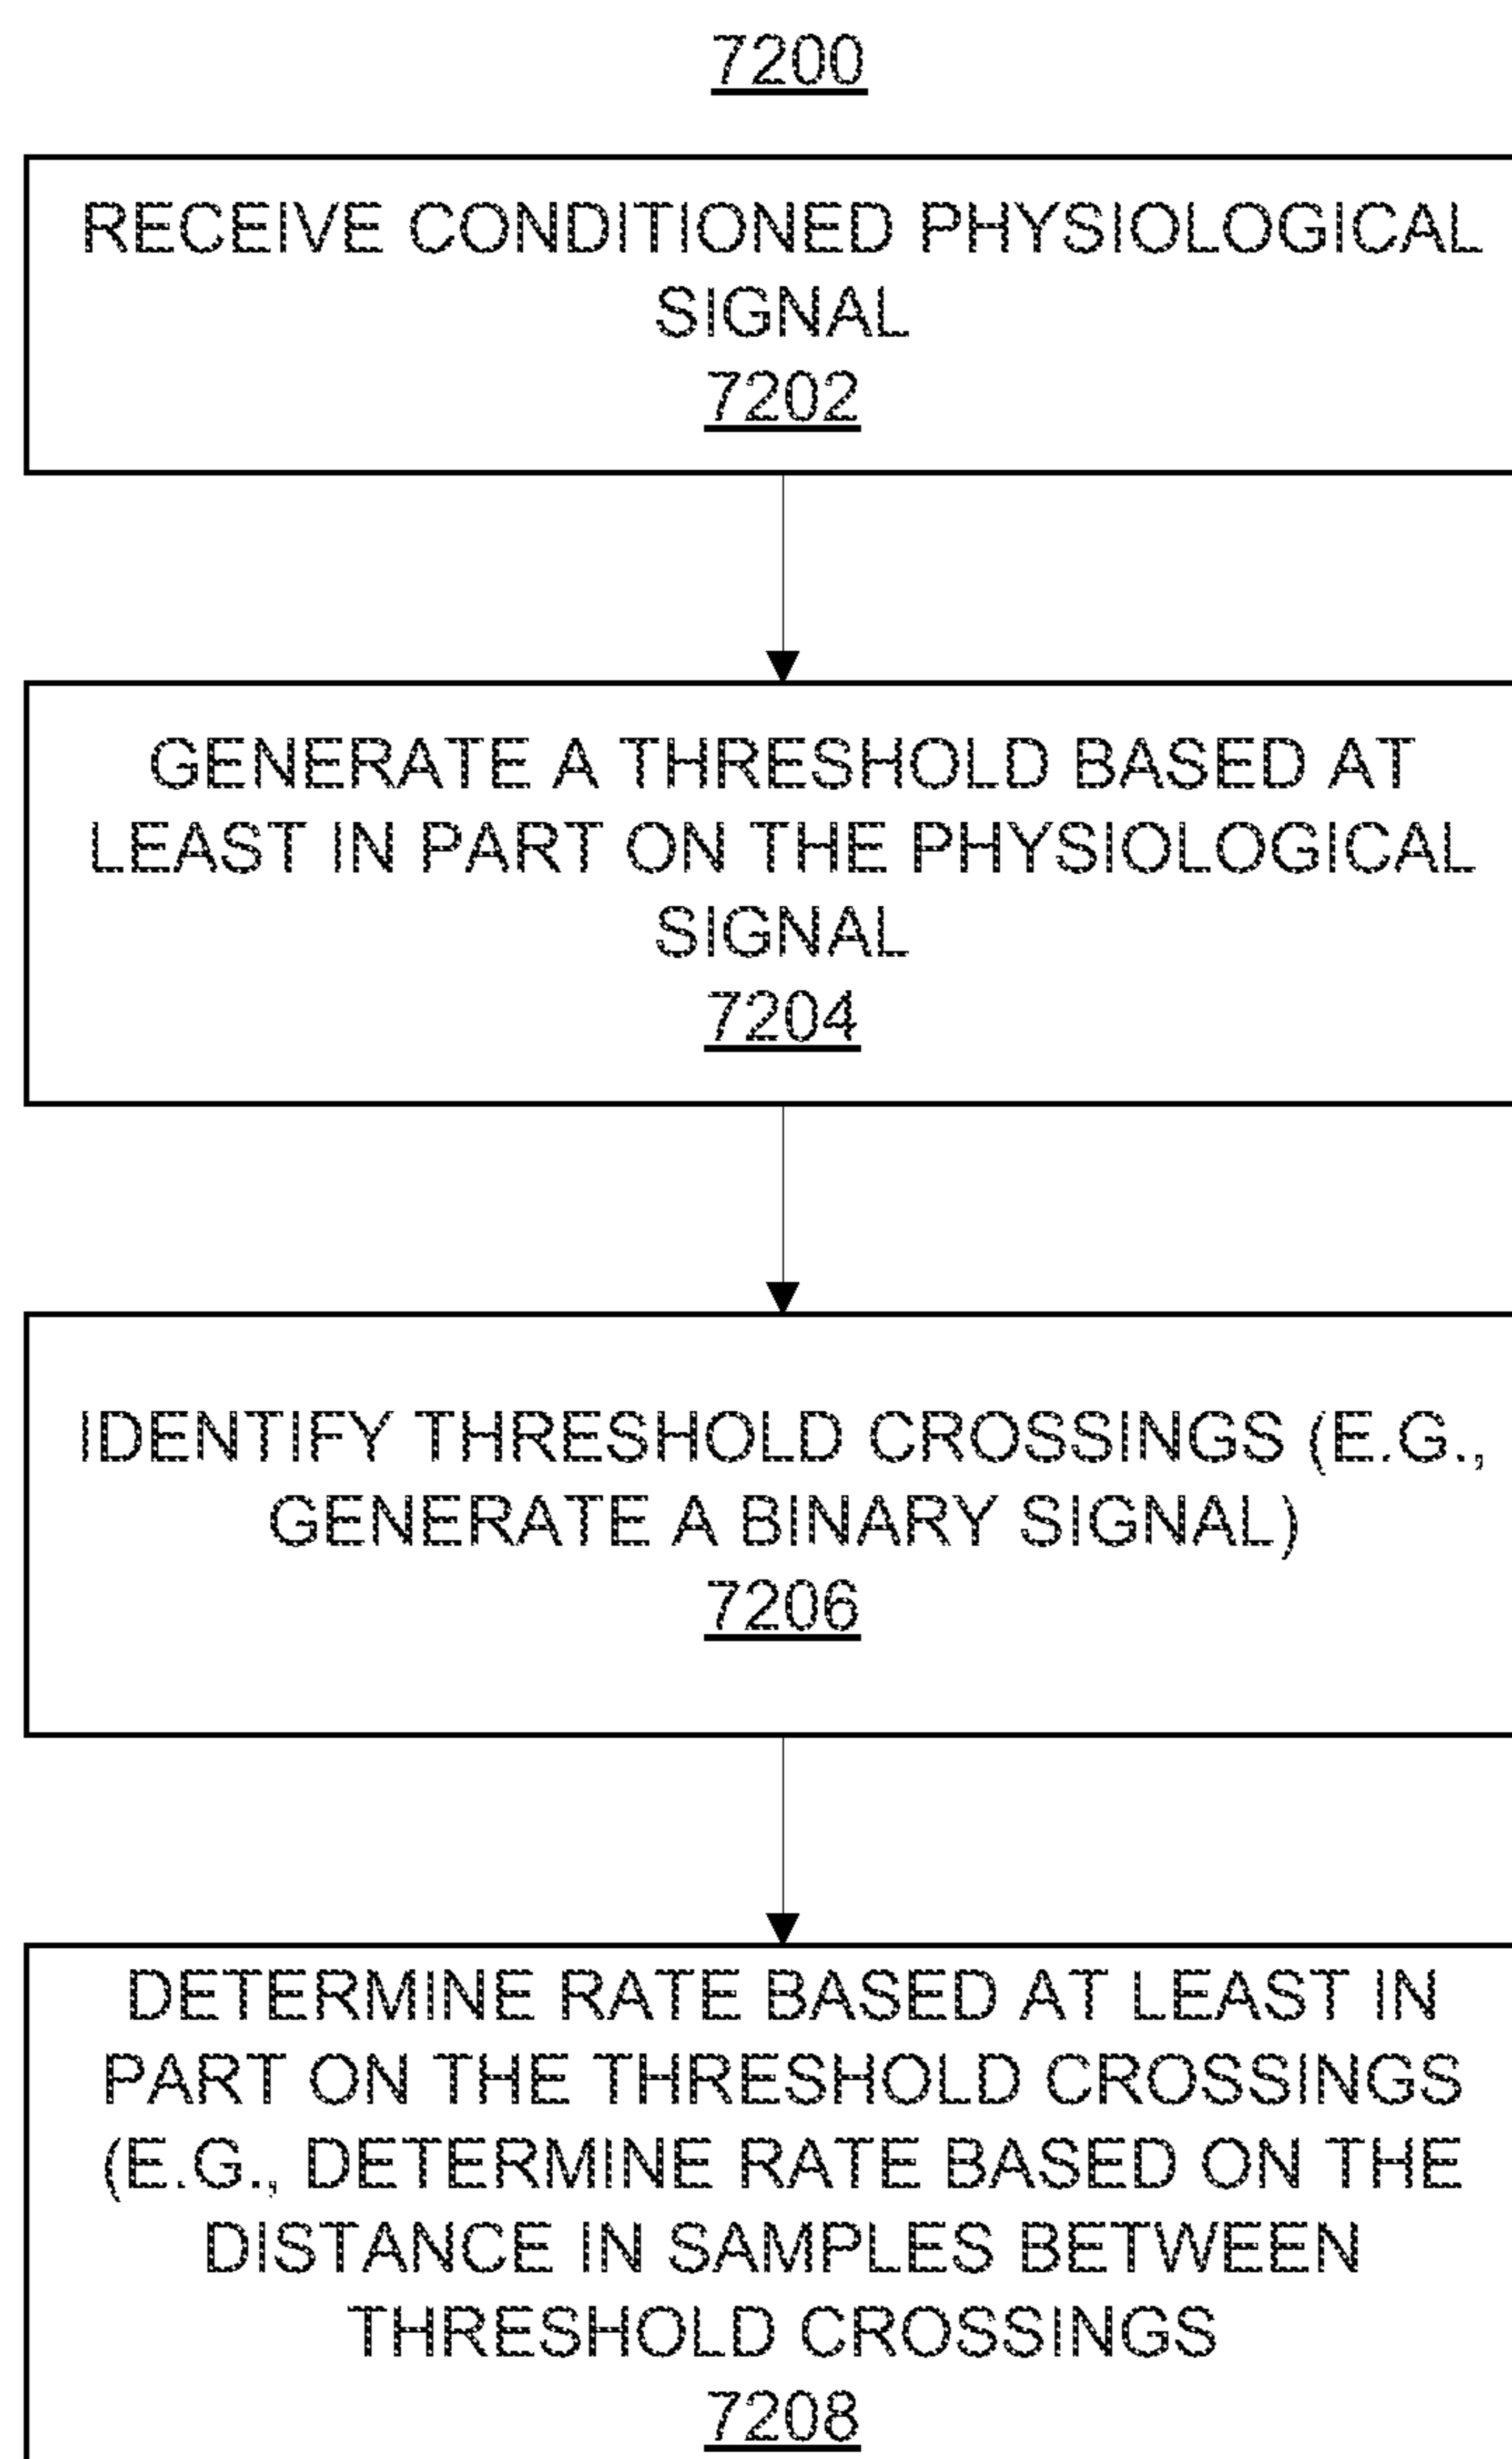 7200
RECEIVE CONDITIONED PHYSIOLOGICAL
SIGNAL
7202
GENERATE A THRESHOLD BASED AT
LEAST IN PART ON THE PHYSIOLOGICAL
SIGNAL
7204
IDENTIFY THRESHOLD CROSSINGS (E.G.,
GENERATE A BINARY SIGNAL)
7206
DETERMINE RATE BASED AT LEAST IN
PART ON THE THRESHOLD CROSSINGS
(E.G., DETERMINE RATE BASED ON THE
DISTANCE IN SAMPLES BETWEEN
THRESHOLD CROSSINGS
7208